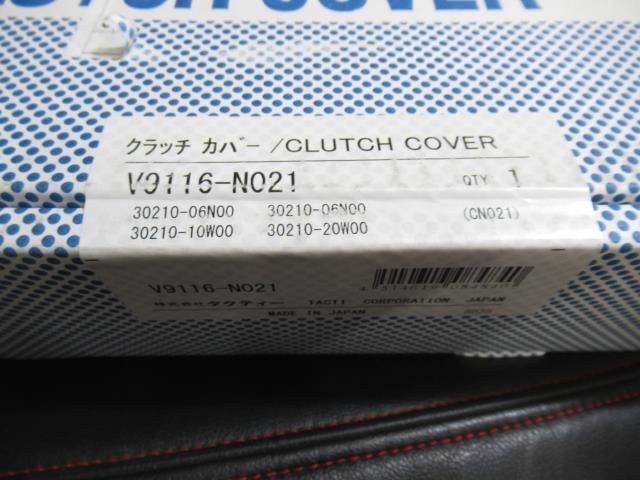 CLUTCH COVER
クラッチ カバー /CLUTCH COVER
V9116-N021 QTY: 1
30210-06N00 30210-06N00 (CN021)
30210-10W00 30210-20W00
V9116-N021
株式会社タクティー TACTI CORPORATION JAPAN
MADE IN JAPAN